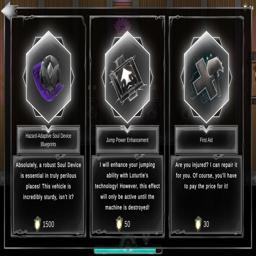 Hazard-Adaptive Soul Device
Blueprints
Absolutely, a robust Soul Device
is essential in truly perilous
places! This vehicle is
incredibly sturdy, isn't it?
1500
Jump Power Enhancement
I will enhance your jumping
ability with Loturtle's
technology! However, this effect
will only be active until the
machine is destroyed!
50
First Aid
Are you injured? I can repair it
for you. Of course, you'll have
to pay the price for it!
30